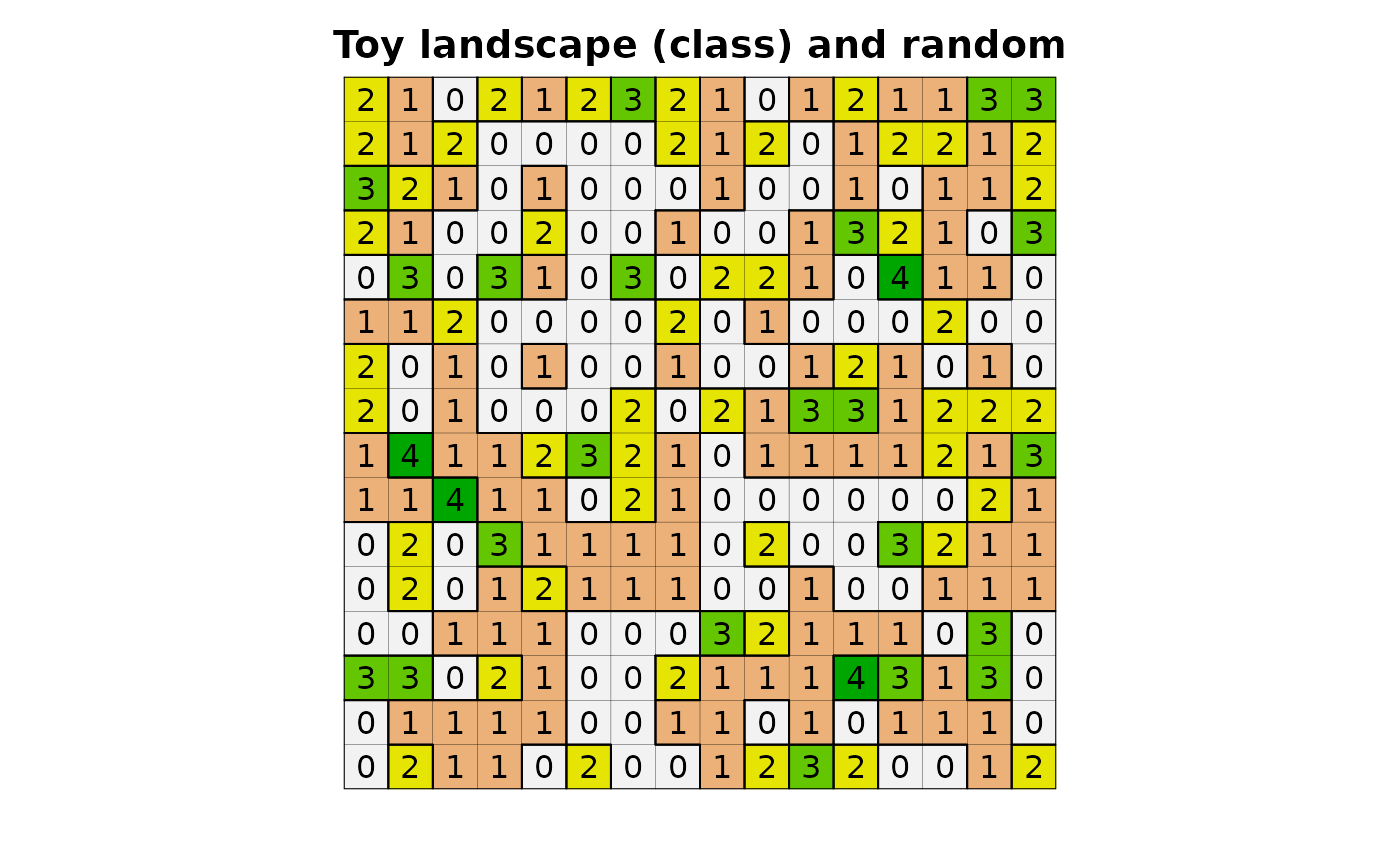 Toy landscape (class) and random
2 1 0 2 1 2 3 2 1 0 1 2 1 1 3 3
2 1 2 0 0 0 0 2 1 2 0 1 2 2 1 2
3 2 1 0 1 0 0 0 1 0 0 1 0 1 1 2
2 1 0 0 2 0 0 1 0 0 1 3 2 1 0 3
0 3 0 3 1 0 3 0 2 2 1 0 4 1 1 0
1 1 2 0 0 0 0 2 0 1 0 0 0 2 0 0
2 0 1 0 1 0 0 1 0 0 1 2 1 0 1 0
2 0 1 0 0 0 2 0 2 1 3 3 1 2 2 2
1 4 1 1 2 3 2 1 0 1 1 1 1 2 1 3
1 1 4 1 1 0 2 1 0 0 0 0 0 0 2 1
0 2 0 3 1 1 1 1 0 2 0 0 3 2 1 1
0 2 0 1 2 1 1 1 0 0 1 0 0 1 1 1
0 0 1 1 1 0 0 0 3 2 1 1 1 0 3 0
3 3 0 2 1 0 0 2 1 1 1 4 3 1 3 0
0 1 1 1 1 0 0 1 1 0 1 0 1 1 1 0
0 2 1 1 0 2 0 0 1 2 3 2 0 0 1 2